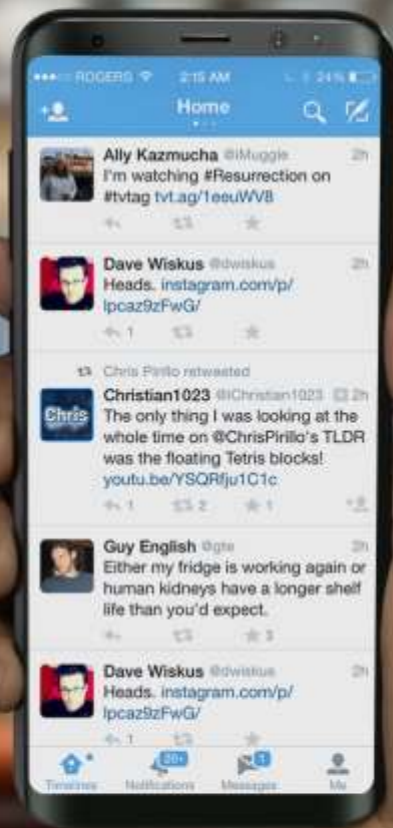 ROGERS 2:15 AM 24%
Home
Ally Kazmucha @iMuggle 2h
I'm watching #Resurrection on
#tvtag tvt.ag/1eeuWV8
Dave Wiskus @dwiskus 2h
Heads. instagram.com/p/
lpcaz9zFwG/
1
Chris Pirillo retweeted
Christian1023 @iChristian1023 2h
Chris
The only thing I was looking at the
whole time on @ChrisPirillo's TLDR
was the floating Tetris blocks!
youtu.be/YSQRfju1C1c
1 2 1
Guy English @gte 2h
Either my fridge is working again or
human kidneys have a longer shelf
life than you'd expect.
3
Dave Wiskus @dwiskus 2h
Heads. instagram.com/p/
lpcaz9zFwG/
1
20+ 1
Timelines Notifications Messages Me